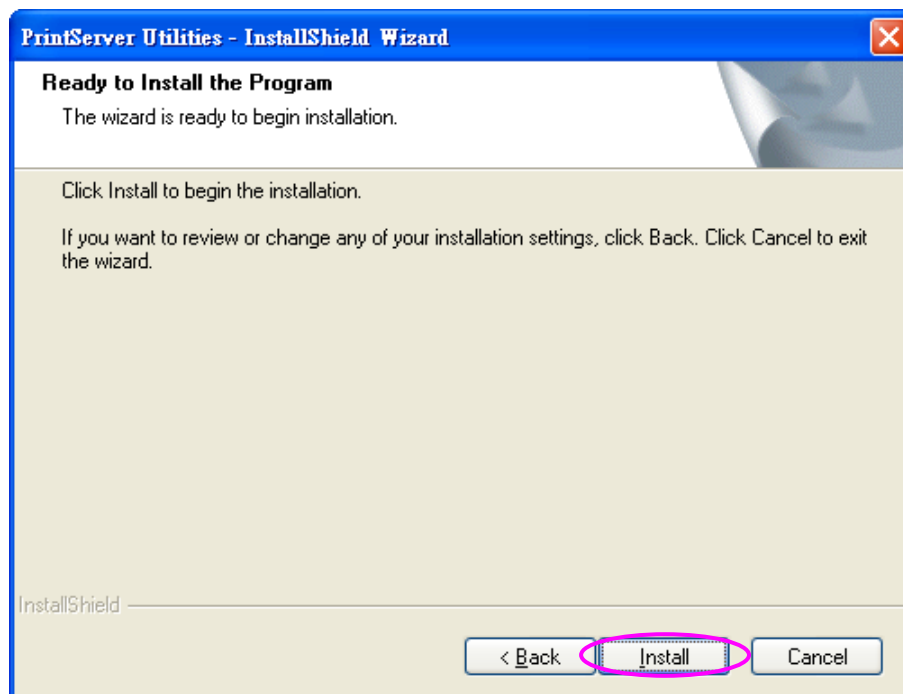 PrintServer Utilities - InstallShield Wizard
Ready to Install the Program
The wizard is ready to begin installation.
Click Install to begin the installation.
If you want to review or change any of your installation settings, click Back. Click Cancel to exit
the wizard.
InstallShield
< Back Install Cancel